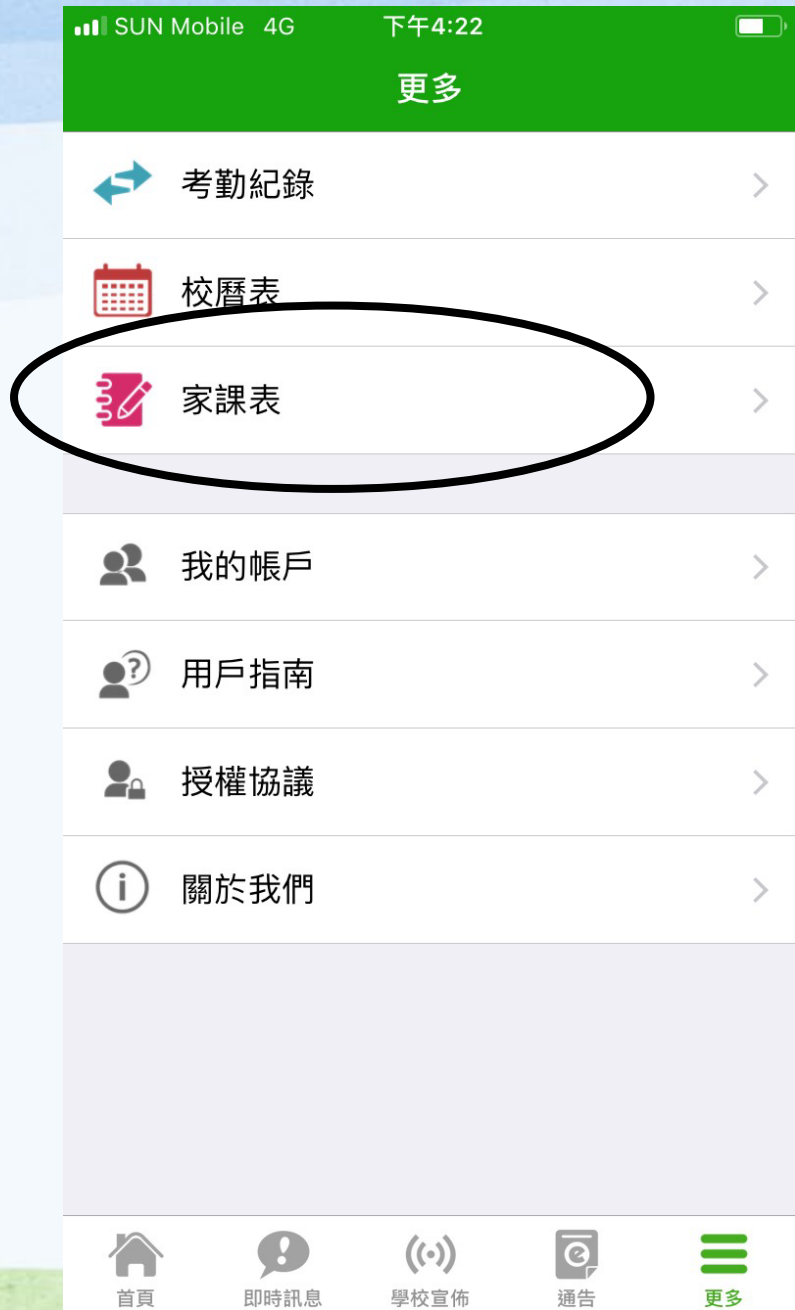 SUN Mobile 4G 下午4:22
更多
考勤紀錄
校曆表
家課表
我的帳戶
用戶指南
授權協議
關於我們
首頁 即時訊息 學校宣佈 通告 更多